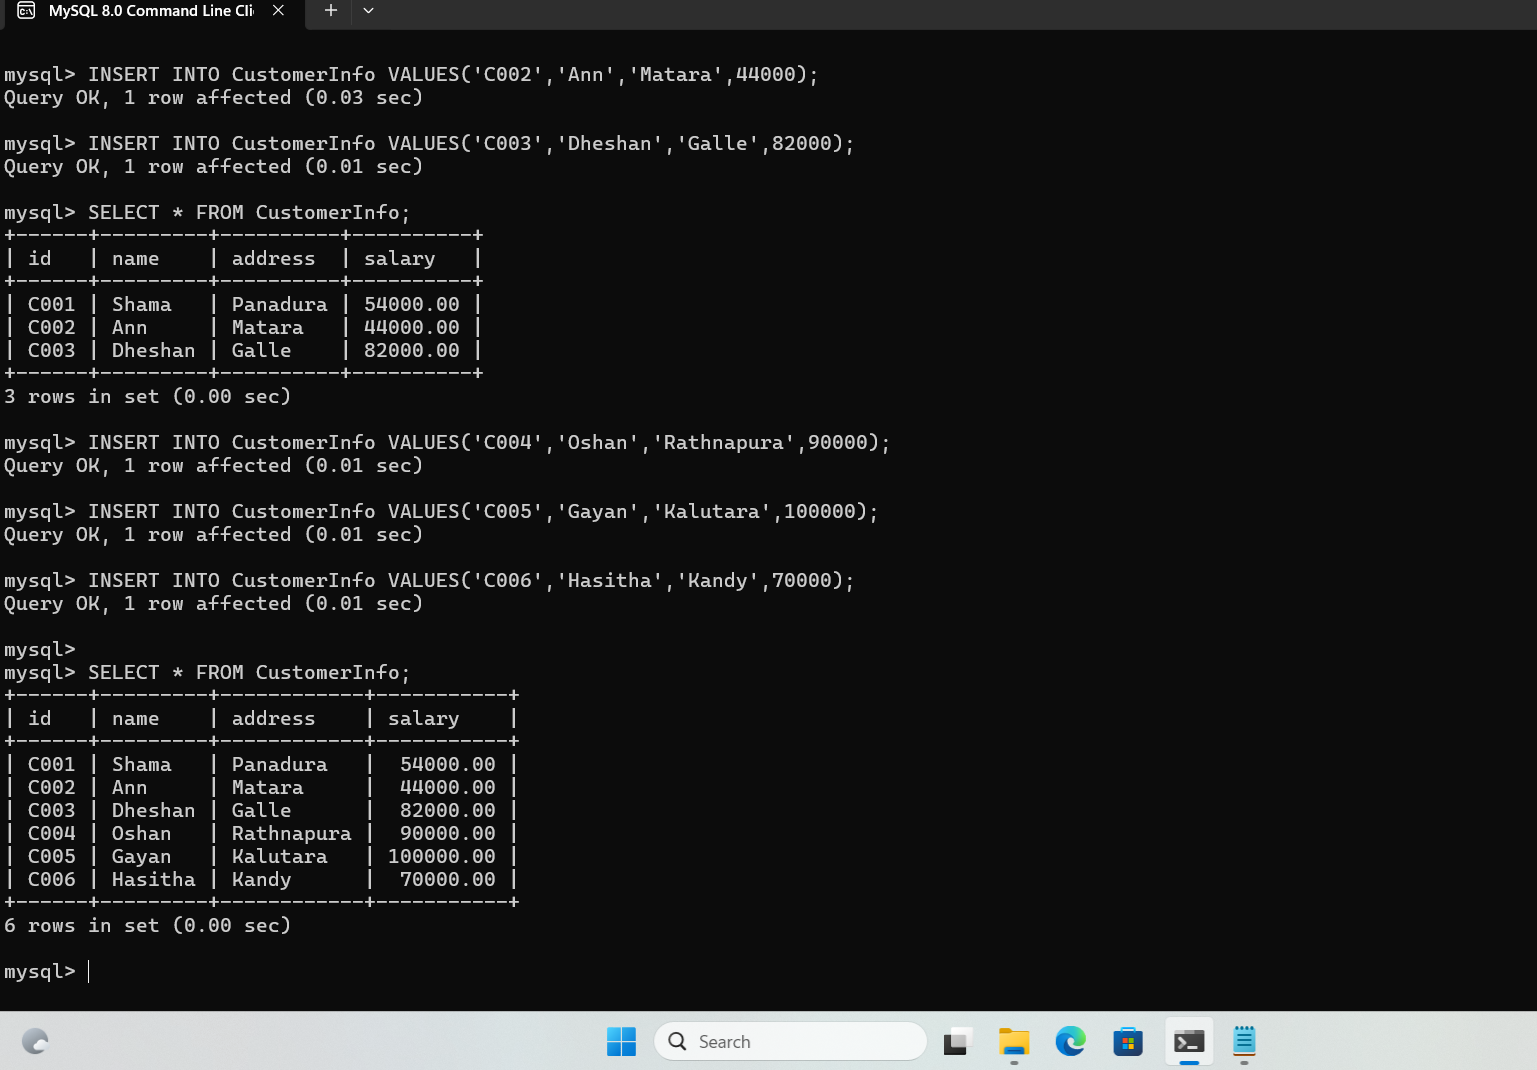 MySQL 8.0 Command Line Cli
mysql> INSERT INTO CustomerInfo VALUES('C002','Ann','Matara',44000);
Query OK, 1 row affected (0.03 sec)
mysql> INSERT INTO CustomerInfo VALUES('C003','Dheshan','Galle',82000);
Query OK, 1 row affected (0.01 sec)
mysql> SELECT * FROM CustomerInfo;
+------+---------+----------+----------+
| id   | name    | address  | salary   |
+------+---------+----------+----------+
| C001 | Shama   | Panadura | 54000.00 |
| C002 | Ann     | Matara   | 44000.00 |
| C003 | Dheshan | Galle    | 82000.00 |
+------+---------+----------+----------+
3 rows in set (0.00 sec)
mysql> INSERT INTO CustomerInfo VALUES('C004','Oshan','Rathnapura',90000);
Query OK, 1 row affected (0.01 sec)
mysql> INSERT INTO CustomerInfo VALUES('C005','Gayan','Kalutara',100000);
Query OK, 1 row affected (0.01 sec)
mysql> INSERT INTO CustomerInfo VALUES('C006','Hasitha','Kandy',70000);
Query OK, 1 row affected (0.01 sec)
mysql>
mysql> SELECT * FROM CustomerInfo;
+------+---------+------------+-----------+
| id   | name    | address    | salary    |
+------+---------+------------+-----------+
| C001 | Shama   | Panadura   |  54000.00 |
| C002 | Ann     | Matara     |  44000.00 |
| C003 | Dheshan | Galle      |  82000.00 |
| C004 | Oshan   | Rathnapura |  90000.00 |
| C005 | Gayan   | Kalutara   | 100000.00 |
| C006 | Hasitha | Kandy      |  70000.00 |
+------+---------+------------+-----------+
6 rows in set (0.00 sec)
mysql>
Search